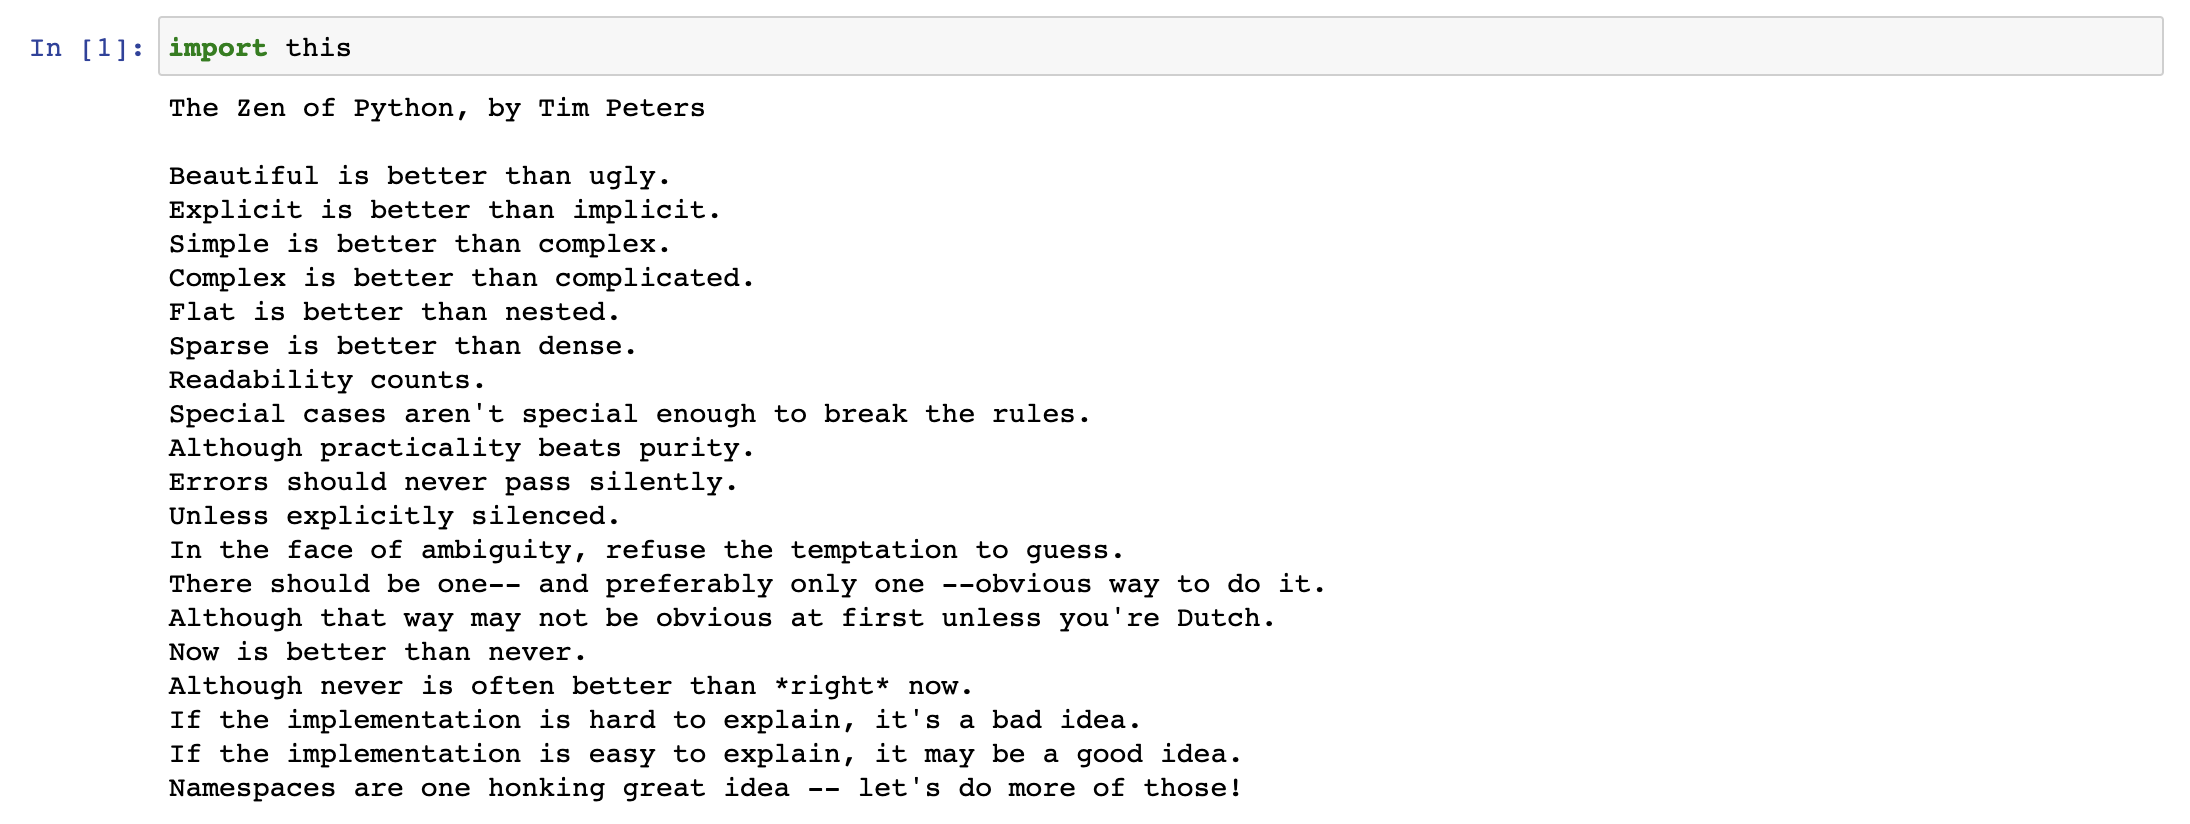 In [1]: import this
The Zen of Python, by Tim Peters
Beautiful is better than ugly.
Explicit is better than implicit.
Simple is better than complex.
Complex is better than complicated.
Flat is better than nested.
Sparse is better than dense.
Readability counts.
Special cases aren't special enough to break the rules.
Although practicality beats purity.
Errors should never pass silently.
Unless explicitly silenced.
In the face of ambiguity, refuse the temptation to guess.
There should be one-- and preferably only one --obvious way to do it.
Although that way may not be obvious at first unless you're Dutch.
Now is better than never.
Although never is often better than *right* now.
If the implementation is hard to explain, it's a bad idea.
If the implementation is easy to explain, it may be a good idea.
Namespaces are one honking great idea -- let's do more of those!